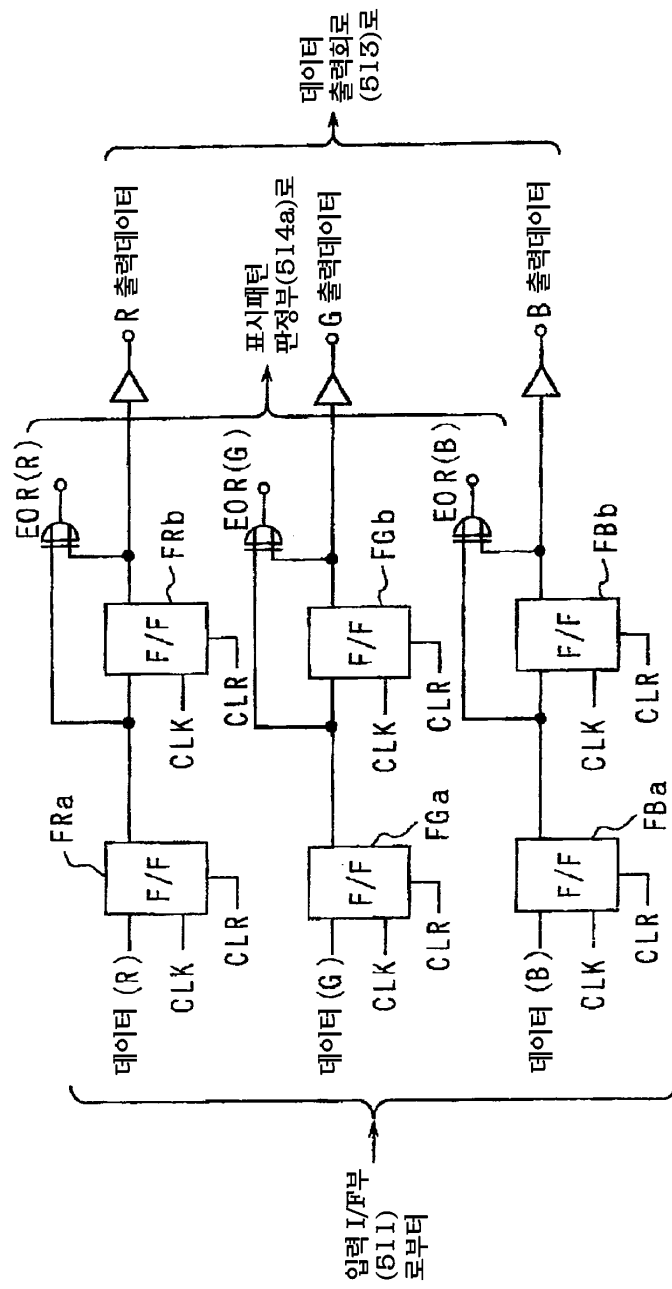 입력 I/F부
(511)
로부터
데이터 (R)
CLK
CLR
F/F
FRa
F/F
CLK
CLR
FRb
EOR(R)
R 출력데이터
데이터 (G)
CLK
CLR
F/F
FGa
F/F
CLK
CLR
FGb
EOR(G)
G 출력데이터
데이터 (B)
CLK
CLR
F/F
FBa
F/F
CLK
CLR
FBb
EOR(B)
B 출력데이터
표시패턴
판정부(514a)로
데이터
출력회로
(513)로